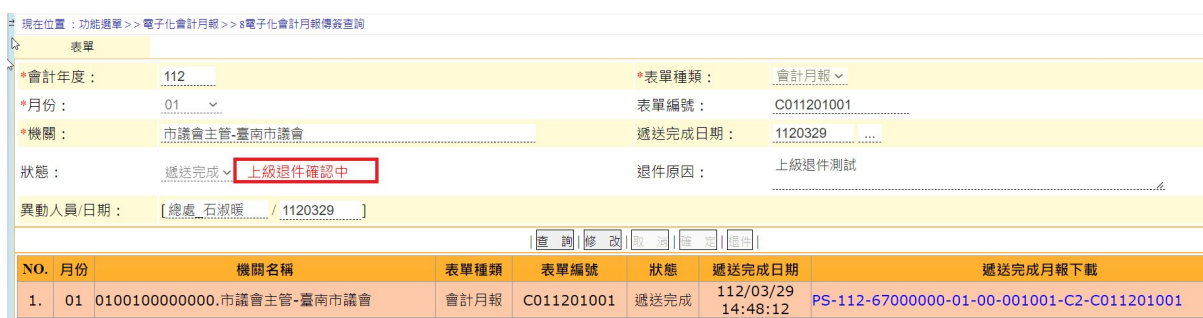 現在位置 : 功能選單>>電子化會計月報>>8電子化會計月報傳簽查詢
表單
*會計年度： 112 *表單種類： 會計月報
*月份： 01 表單編號： C011201001
*機關： 市議會主管-臺南市議會 遞送完成日期： 1120329 ...
狀態： 遞送完成 上級退件確認中 退件原因： 上級退件測試
異動人員/日期： [總處_石淑暖 / 1120329 ]
|查 詢|修 改|取 消|確 定|退件|
NO. 月份 機關名稱 表單種類 表單編號 狀態 遞送完成日期 遞送完成月報下載
1. 01 0100100000000.市議會主管-臺南市議會 會計月報 C011201001 遞送完成 112/03/29 PS-112-67000000-01-00-001001-C2-C011201001
14:48:12